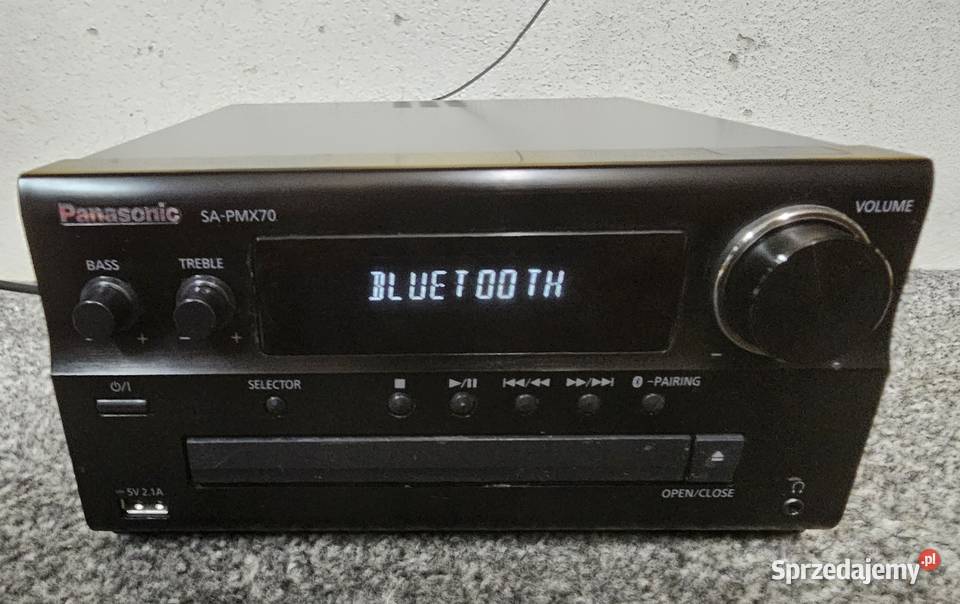 Panasonic SA-PMX70
VOLUME
BASS TREBLE
BLUETOOTH
- + - + -
⏻/I SELECTOR ■ ▶/⏸ ⏮/◀◀ ▶▶/⏭ -PAIRING
5V 2.1A
OPEN/CLOSE
Sprzedajemy.pl